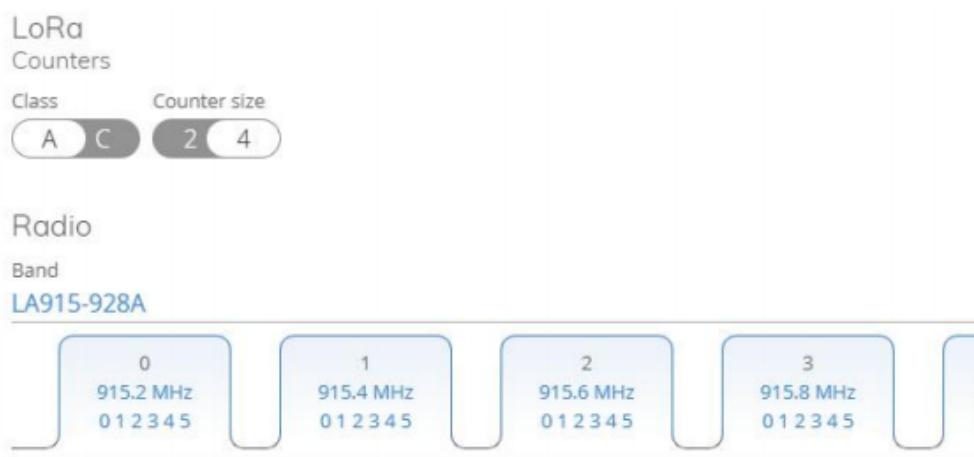 LoRa
Counters
Class Counter size
A C 2 4
Radio
Band
LA915-928A
0 1 2 3
915.2 MHz 915.4 MHz 915.6 MHz 915.8 MHz
0 1 2 3 4 5 0 1 2 3 4 5 0 1 2 3 4 5 0 1 2 3 4 5